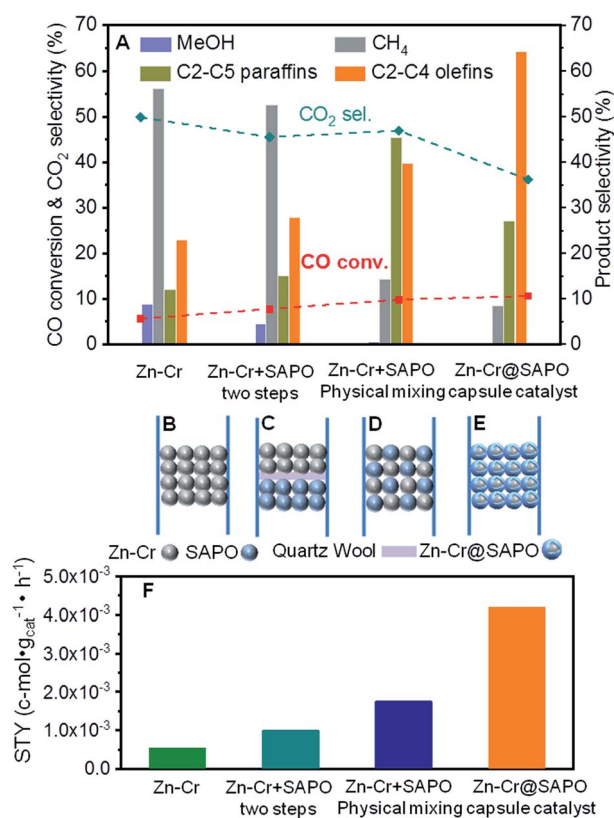 A
MeOH
CH4
C2-C5 paraffins
C2-C4 olefins
CO2 sel.
CO conv.
CO conversion & CO2 selectivity (%)
70
60
50
40
30
20
10
0
Product selectivity (%)
70
60
50
40
30
20
10
0
Zn-Cr
Zn-Cr+SAPO
two steps
Zn-Cr+SAPO
Physical mixing
Zn-Cr@SAPO
capsule catalyst
B
C
D
E
Zn-Cr SAPO Quartz Wool Zn-Cr@SAPO
F
STY (c-mol•gcat⁻¹ • h⁻¹)
5.0x10⁻³
4.0x10⁻³
3.0x10⁻³
2.0x10⁻³
1.0x10⁻³
0.0
Zn-Cr
Zn-Cr+SAPO
two steps
Zn-Cr+SAPO
Physical mixing
Zn-Cr@SAPO
capsule catalyst